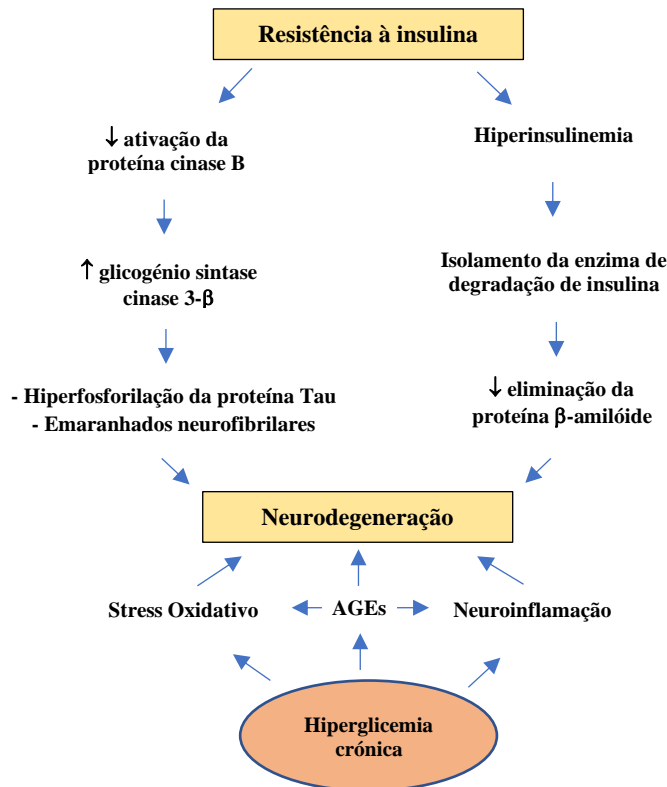 Resistência à insulina
↓ ativação da
proteína cinase B
Hiperinsulinemia
↑ glicogénio sintase
cinase 3-β
Isolamento da enzima de
degradação de insulina
- Hiperfosforilação da proteína Tau
- Emaranhados neurofibrilares
↓ eliminação da
proteína β-amilóide
Neurodegeneração
Stress Oxidativo
AGEs
Neuroinflamação
Hiperglicemia
crónica